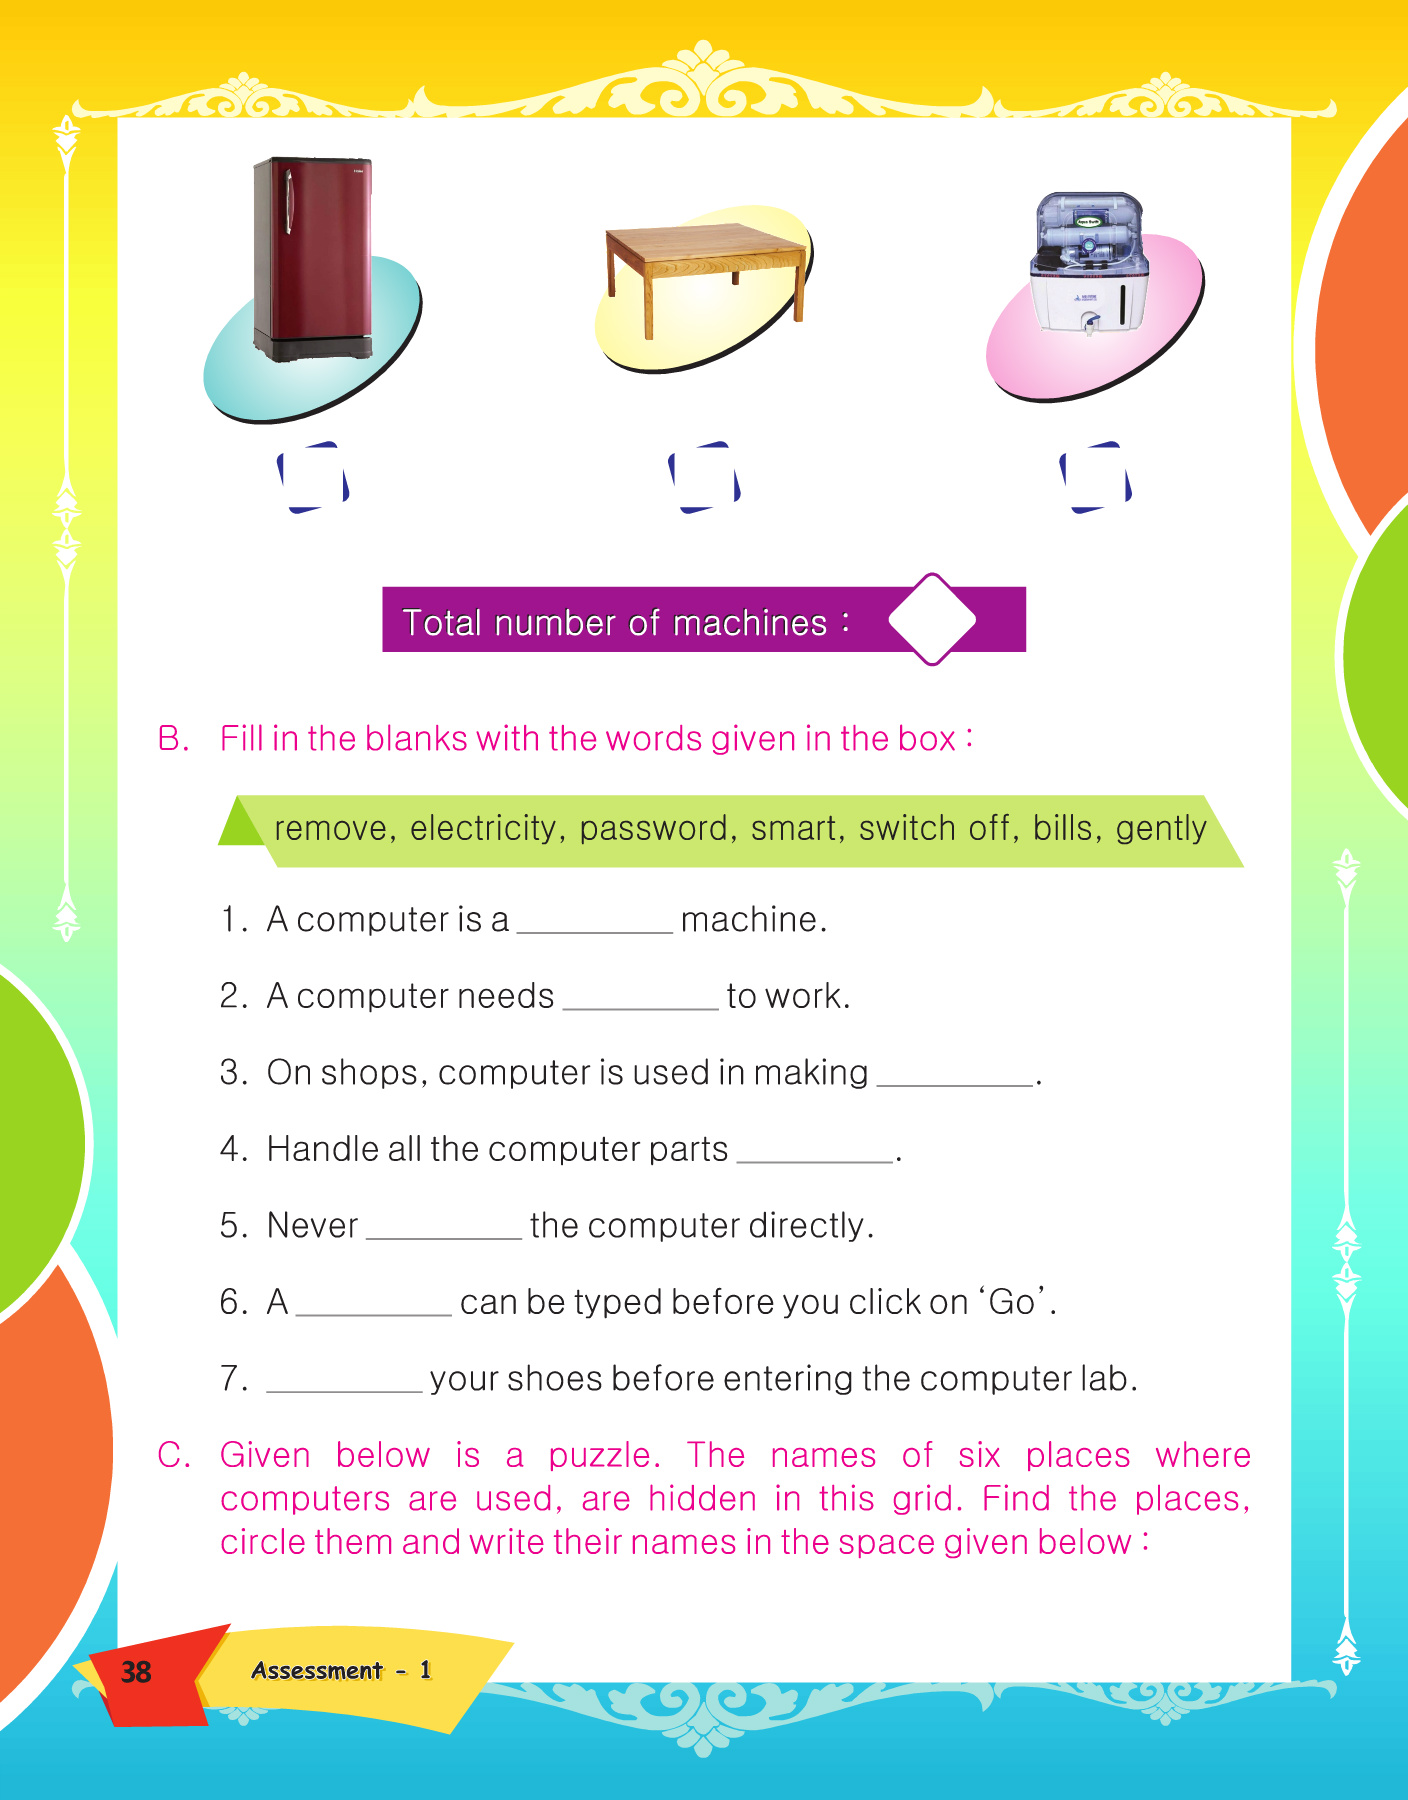 Total number of machines :
B. Fill in the blanks with the words given in the box :
remove, electricity, password, smart, switch off, bills, gently
1. A computer is a _________ machine.
2. A computer needs _________ to work.
3. On shops, computer is used in making _________.
4. Handle all the computer parts _________.
5. Never _________ the computer directly.
6. A _________ can be typed before you click on ‘Go’.
7. _________ your shoes before entering the computer lab.
C. Given below is a puzzle. The names of six places where
computers are used, are hidden in this grid. Find the places,
circle them and write their names in the space given below :
38 Assessment - 1